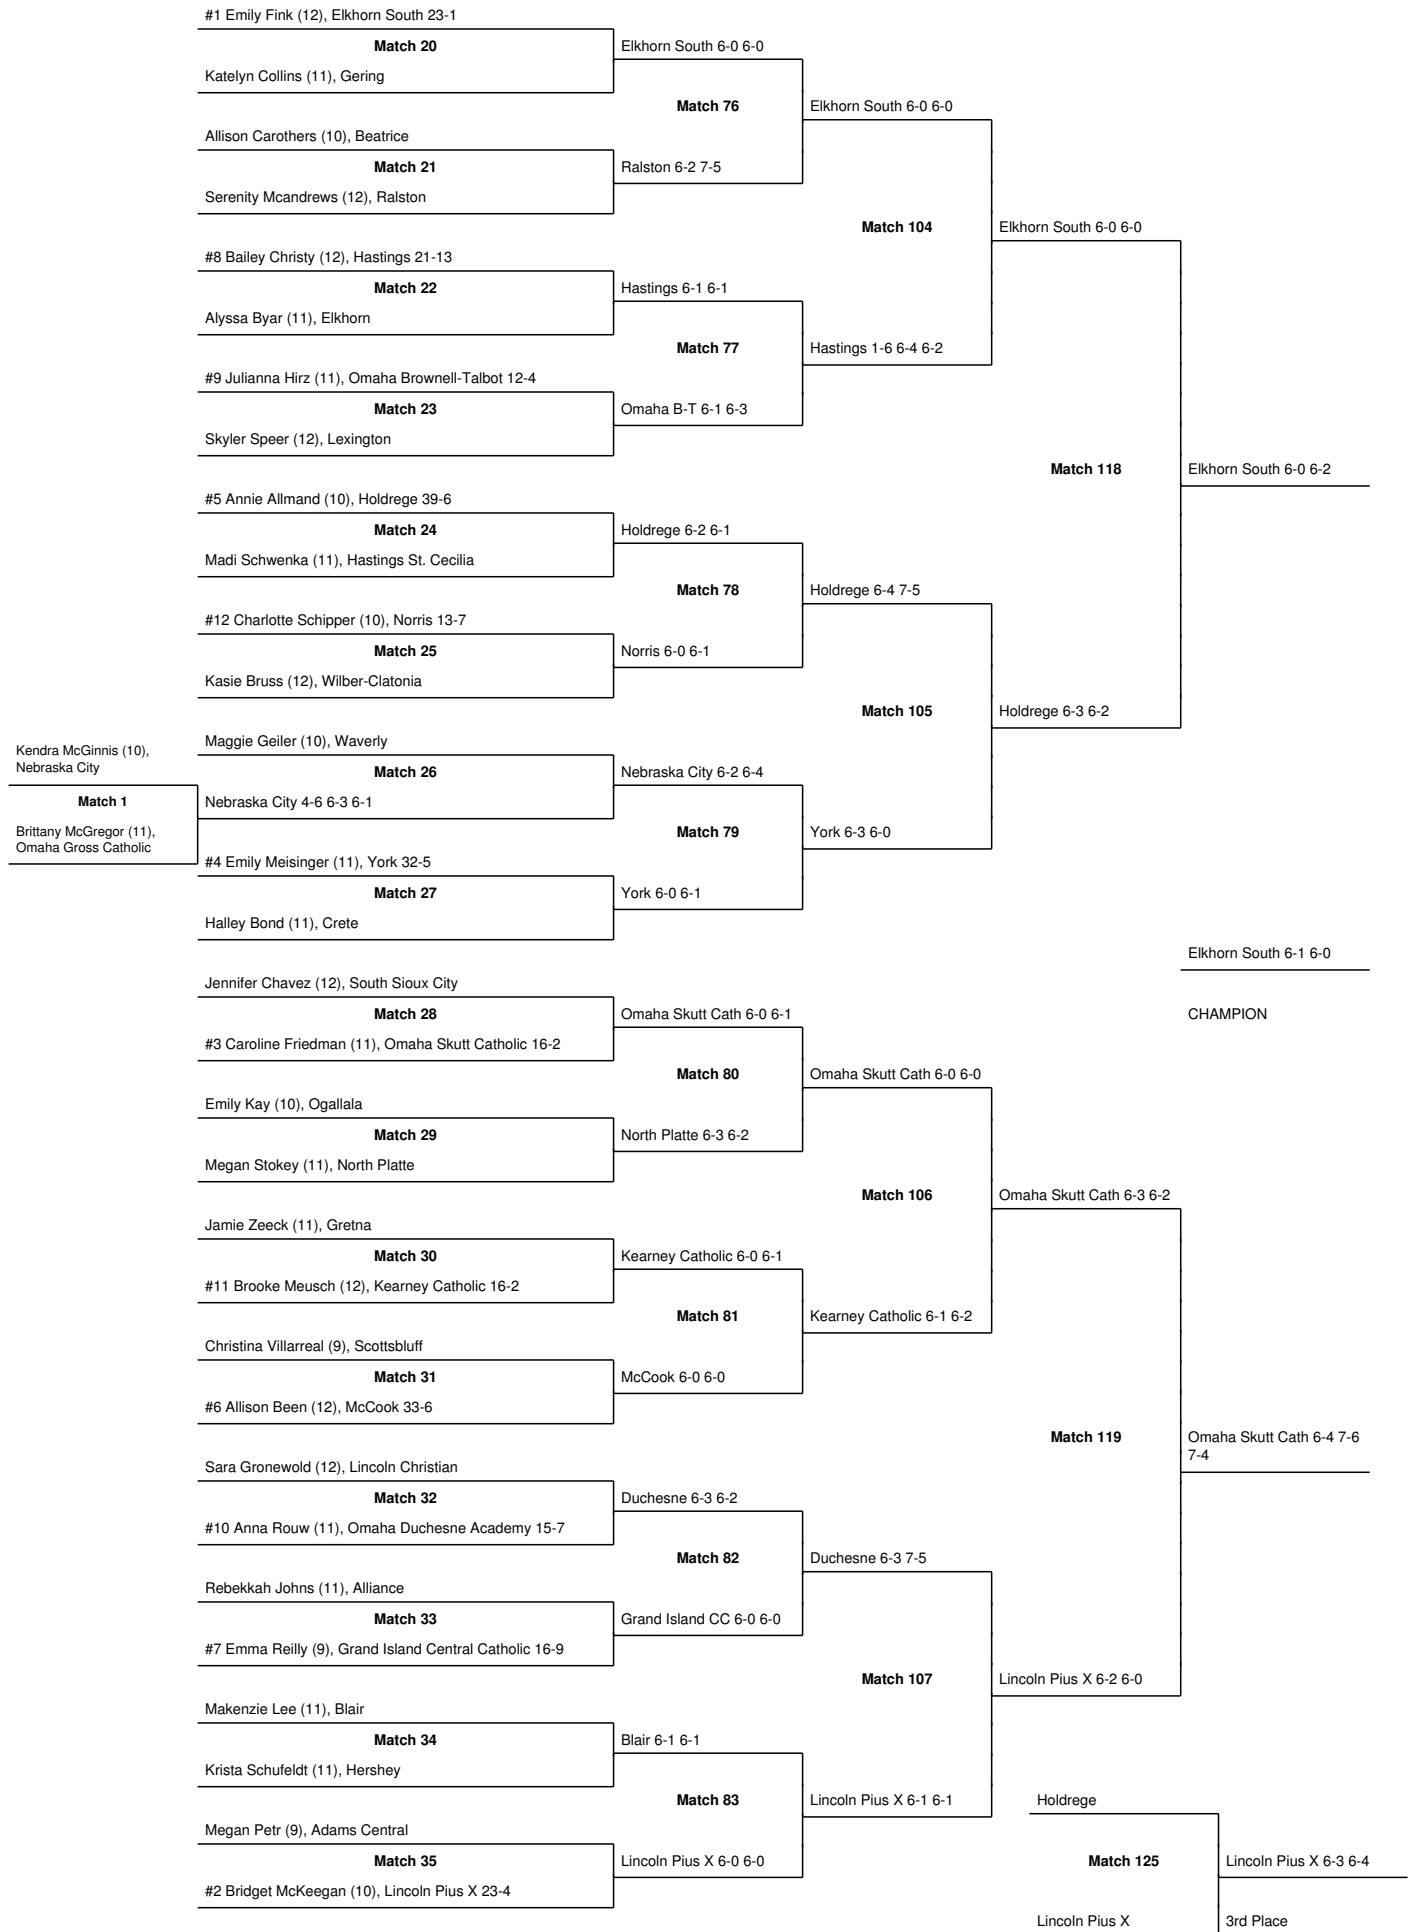 #1 Emily Fink (12), Elkhorn South 23-1
Match 20
Elkhorn South 6-0 6-0
Katelyn Collins (11), Gering
Match 76
Elkhorn South 6-0 6-0
Allison Carothers (10), Beatrice
Match 21
Ralston 6-2 7-5
Serenity Mcandrews (12), Ralston
Match 104
Elkhorn South 6-0 6-0
#8 Bailey Christy (12), Hastings 21-13
Match 22
Hastings 6-1 6-1
Alyssa Byar (11), Elkhorn
Match 77
Hastings 1-6 6-4 6-2
#9 Julianna Hirz (11), Omaha Brownell-Talbot 12-4
Match 23
Omaha B-T 6-1 6-3
Skyler Speer (12), Lexington
Match 118
Elkhorn South 6-0 6-2
#5 Annie Allmand (10), Holdrege 39-6
Match 24
Holdrege 6-2 6-1
Madi Schwenka (11), Hastings St. Cecilia
Match 78
Holdrege 6-4 7-5
#12 Charlotte Schipper (10), Norris 13-7
Match 25
Norris 6-0 6-1
Kasie Bruss (12), Wilber-Clatonia
Match 105
Holdrege 6-3 6-2
Maggie Geiler (10), Waverly
Kendra McGinnis (10),
Nebraska City
Match 26
Nebraska City 6-2 6-4
Match 1
Nebraska City 4-6 6-3 6-1
Brittany McGregor (11),
Omaha Gross Catholic
Match 79
York 6-3 6-0
#4 Emily Meisinger (11), York 32-5
Match 27
York 6-0 6-1
Halley Bond (11), Crete
Elkhorn South 6-1 6-0
Jennifer Chavez (12), South Sioux City
Match 28
Omaha Skutt Cath 6-0 6-1
CHAMPION
#3 Caroline Friedman (11), Omaha Skutt Catholic 16-2
Match 80
Omaha Skutt Cath 6-0 6-0
Emily Kay (10), Ogallala
Match 29
North Platte 6-3 6-2
Megan Stokey (11), North Platte
Match 106
Omaha Skutt Cath 6-3 6-2
Jamie Zeeck (11), Gretna
Match 30
Kearney Catholic 6-0 6-1
#11 Brooke Meusch (12), Kearney Catholic 16-2
Match 81
Kearney Catholic 6-1 6-2
Christina Villarreal (9), Scottsbluff
Match 31
McCook 6-0 6-0
#6 Allison Been (12), McCook 33-6
Match 119
Omaha Skutt Cath 6-4 7-6
7-4
Sara Gronewold (12), Lincoln Christian
Match 32
Duchesne 6-3 6-2
#10 Anna Rouw (11), Omaha Duchesne Academy 15-7
Match 82
Duchesne 6-3 7-5
Rebekkah Johns (11), Alliance
Match 33
Grand Island CC 6-0 6-0
#7 Emma Reilly (9), Grand Island Central Catholic 16-9
Match 107
Lincoln Pius X 6-2 6-0
Makenzie Lee (11), Blair
Match 34
Blair 6-1 6-1
Krista Schufeldt (11), Hershey
Match 83
Lincoln Pius X 6-1 6-1
Holdrege
Megan Petr (9), Adams Central
Match 35
Lincoln Pius X 6-0 6-0
Match 125
Lincoln Pius X 6-3 6-4
#2 Bridget McKeegan (10), Lincoln Pius X 23-4
Lincoln Pius X
3rd Place